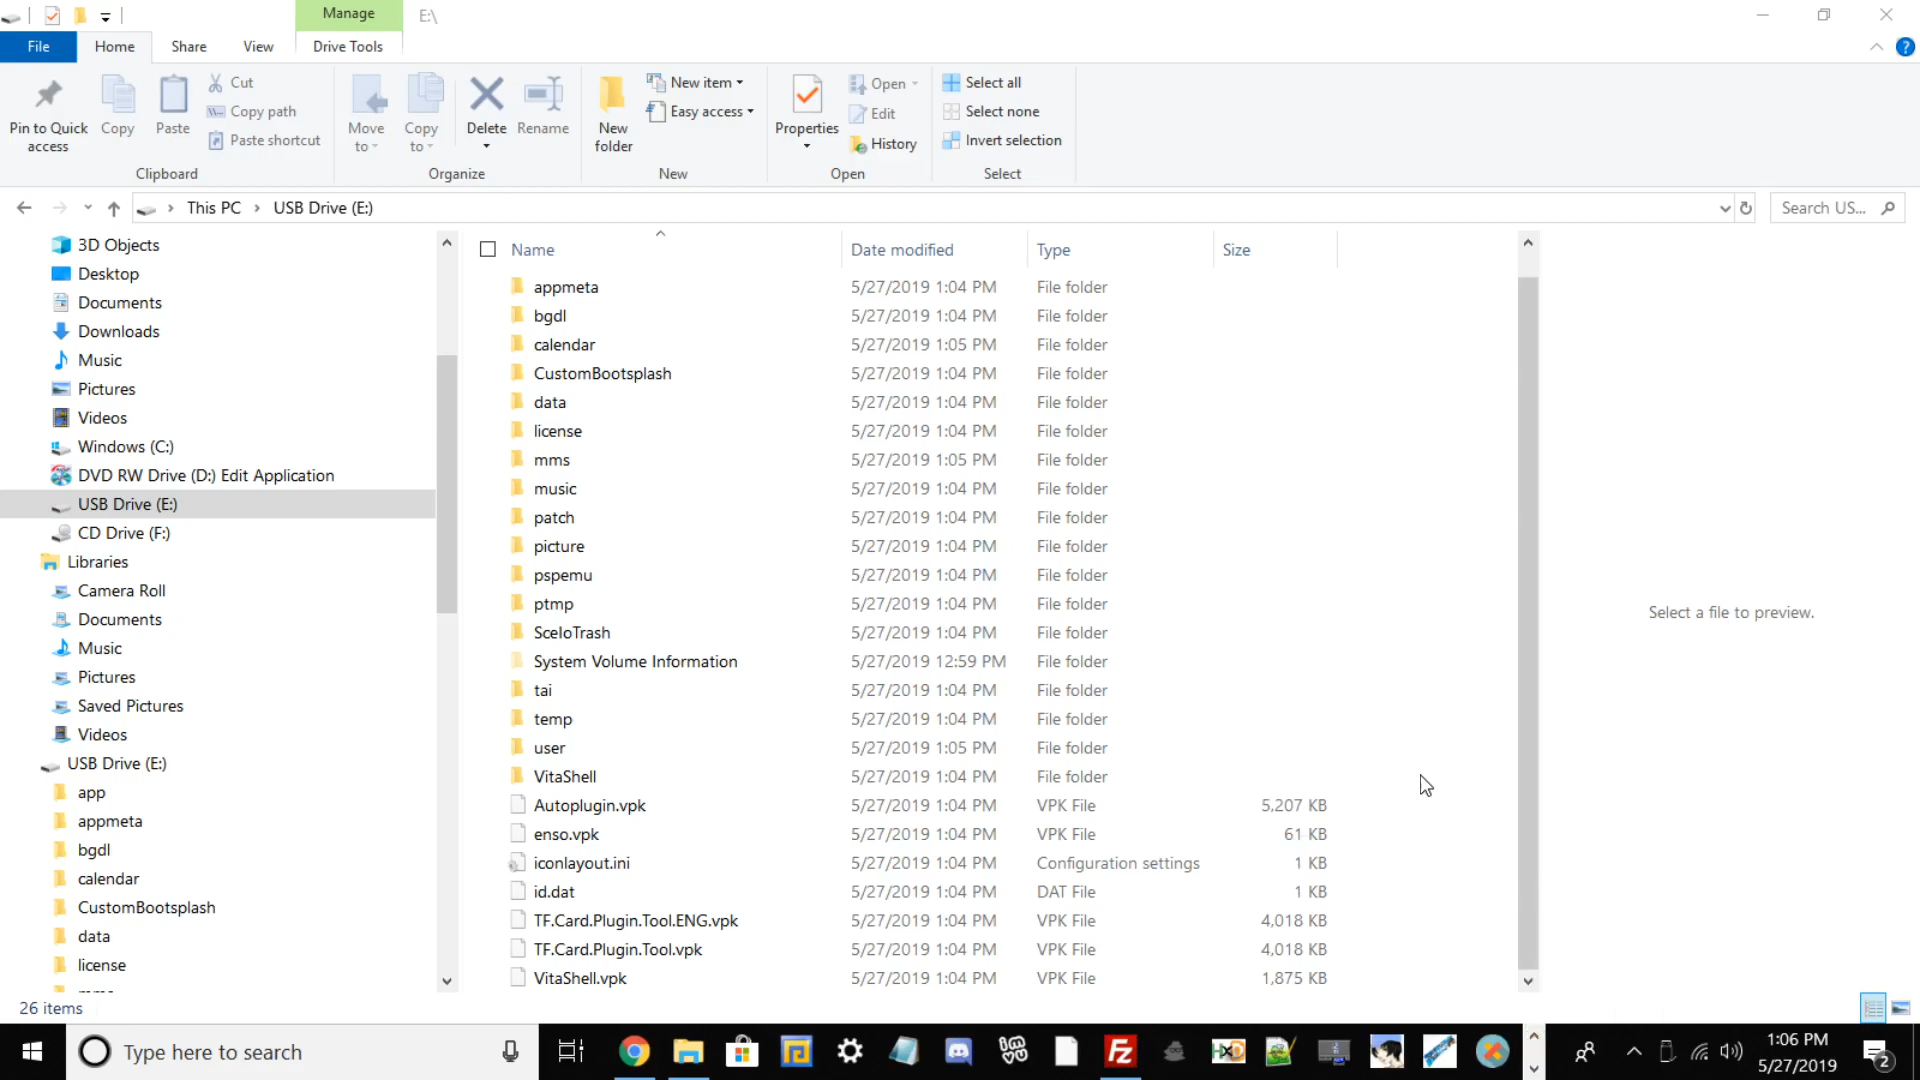 Manage
E:\
File
Home
Share
View
Drive Tools
Pin to Quick access
Copy
Paste
Cut
Copy path
Paste shortcut
Clipboard
Move to
Copy to
Delete
Rename
Organize
New folder
New item
Easy access
New
Properties
Open
Edit
History
Open
Select all
Select none
Invert selection
Select
This PC > USB Drive (E:)
Search US...
3D Objects
Desktop
Documents
Downloads
Music
Pictures
Videos
Windows (C:)
DVD RW Drive (D:) Edit Application
USB Drive (E:)
CD Drive (F:)
Libraries
Camera Roll
Documents
Music
Pictures
Saved Pictures
Videos
USB Drive (E:)
app
appmeta
bgdl
calendar
CustomBootsplash
data
license
Name Date modified Type Size
appmeta 5/27/2019 1:04 PM File folder
bgdl 5/27/2019 1:04 PM File folder
calendar 5/27/2019 1:05 PM File folder
CustomBootsplash 5/27/2019 1:04 PM File folder
data 5/27/2019 1:04 PM File folder
license 5/27/2019 1:04 PM File folder
mms 5/27/2019 1:05 PM File folder
music 5/27/2019 1:04 PM File folder
patch 5/27/2019 1:04 PM File folder
picture 5/27/2019 1:04 PM File folder
pspemu 5/27/2019 1:04 PM File folder
ptmp 5/27/2019 1:04 PM File folder
SceIoTrash 5/27/2019 1:04 PM File folder
System Volume Information 5/27/2019 12:59 PM File folder
tai 5/27/2019 1:04 PM File folder
temp 5/27/2019 1:04 PM File folder
user 5/27/2019 1:05 PM File folder
VitaShell 5/27/2019 1:04 PM File folder
Autoplugin.vpk 5/27/2019 1:04 PM VPK File 5,207 KB
enso.vpk 5/27/2019 1:04 PM VPK File 61 KB
iconlayout.ini 5/27/2019 1:04 PM Configuration settings 1 KB
id.dat 5/27/2019 1:04 PM DAT File 1 KB
TF.Card.Plugin.Tool.ENG.vpk 5/27/2019 1:04 PM VPK File 4,018 KB
TF.Card.Plugin.Tool.vpk 5/27/2019 1:04 PM VPK File 4,018 KB
VitaShell.vpk 5/27/2019 1:04 PM VPK File 1,875 KB
Select a file to preview.
26 items
Type here to search
Fz
HXD
1:06 PM
5/27/2019
2